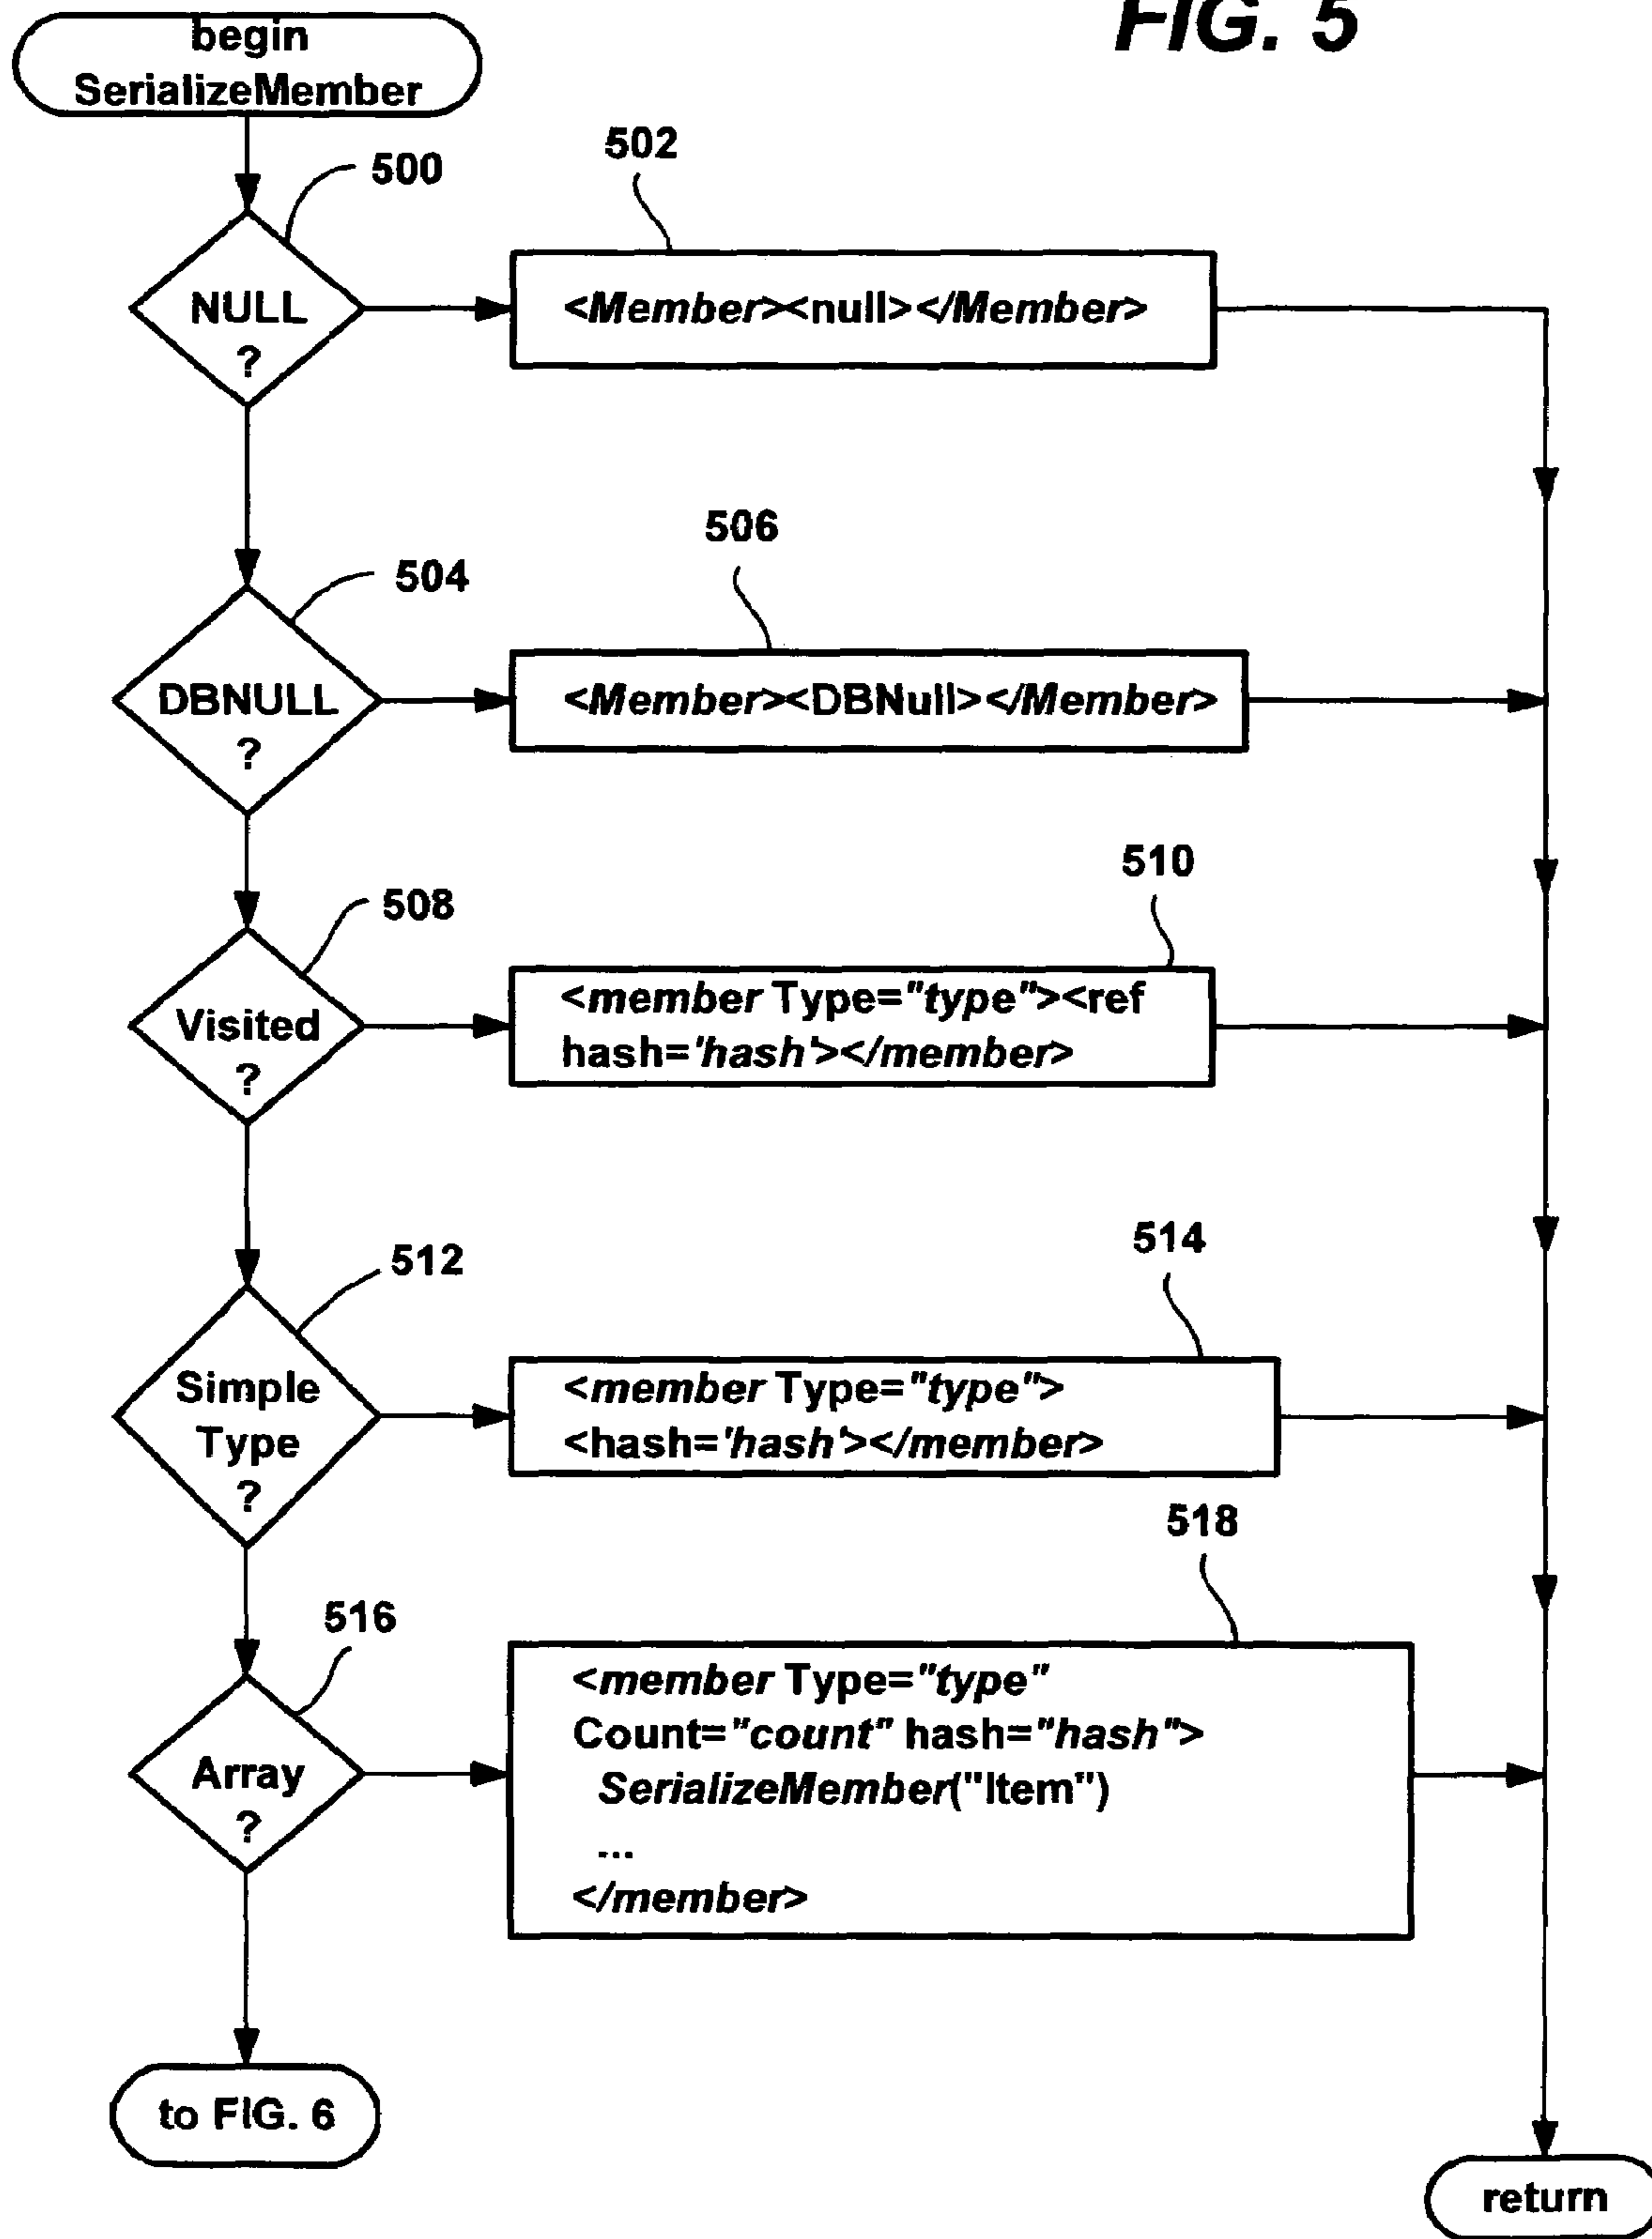 FIG. 5
begin
SerializeMember
500
502
NULL
?
<Member><null></Member>
504
506
DBNULL
?
<Member><DBNull></Member>
508
510
Visited
?
<member Type="type"><ref
hash='hash'></member>
512
514
Simple
Type
?
<member Type="type">
<hash='hash'></member>
516
518
Array
?
<member Type="type"
Count="count" hash="hash">
SerializeMember("Item")
...
</member>
to FIG. 6
return